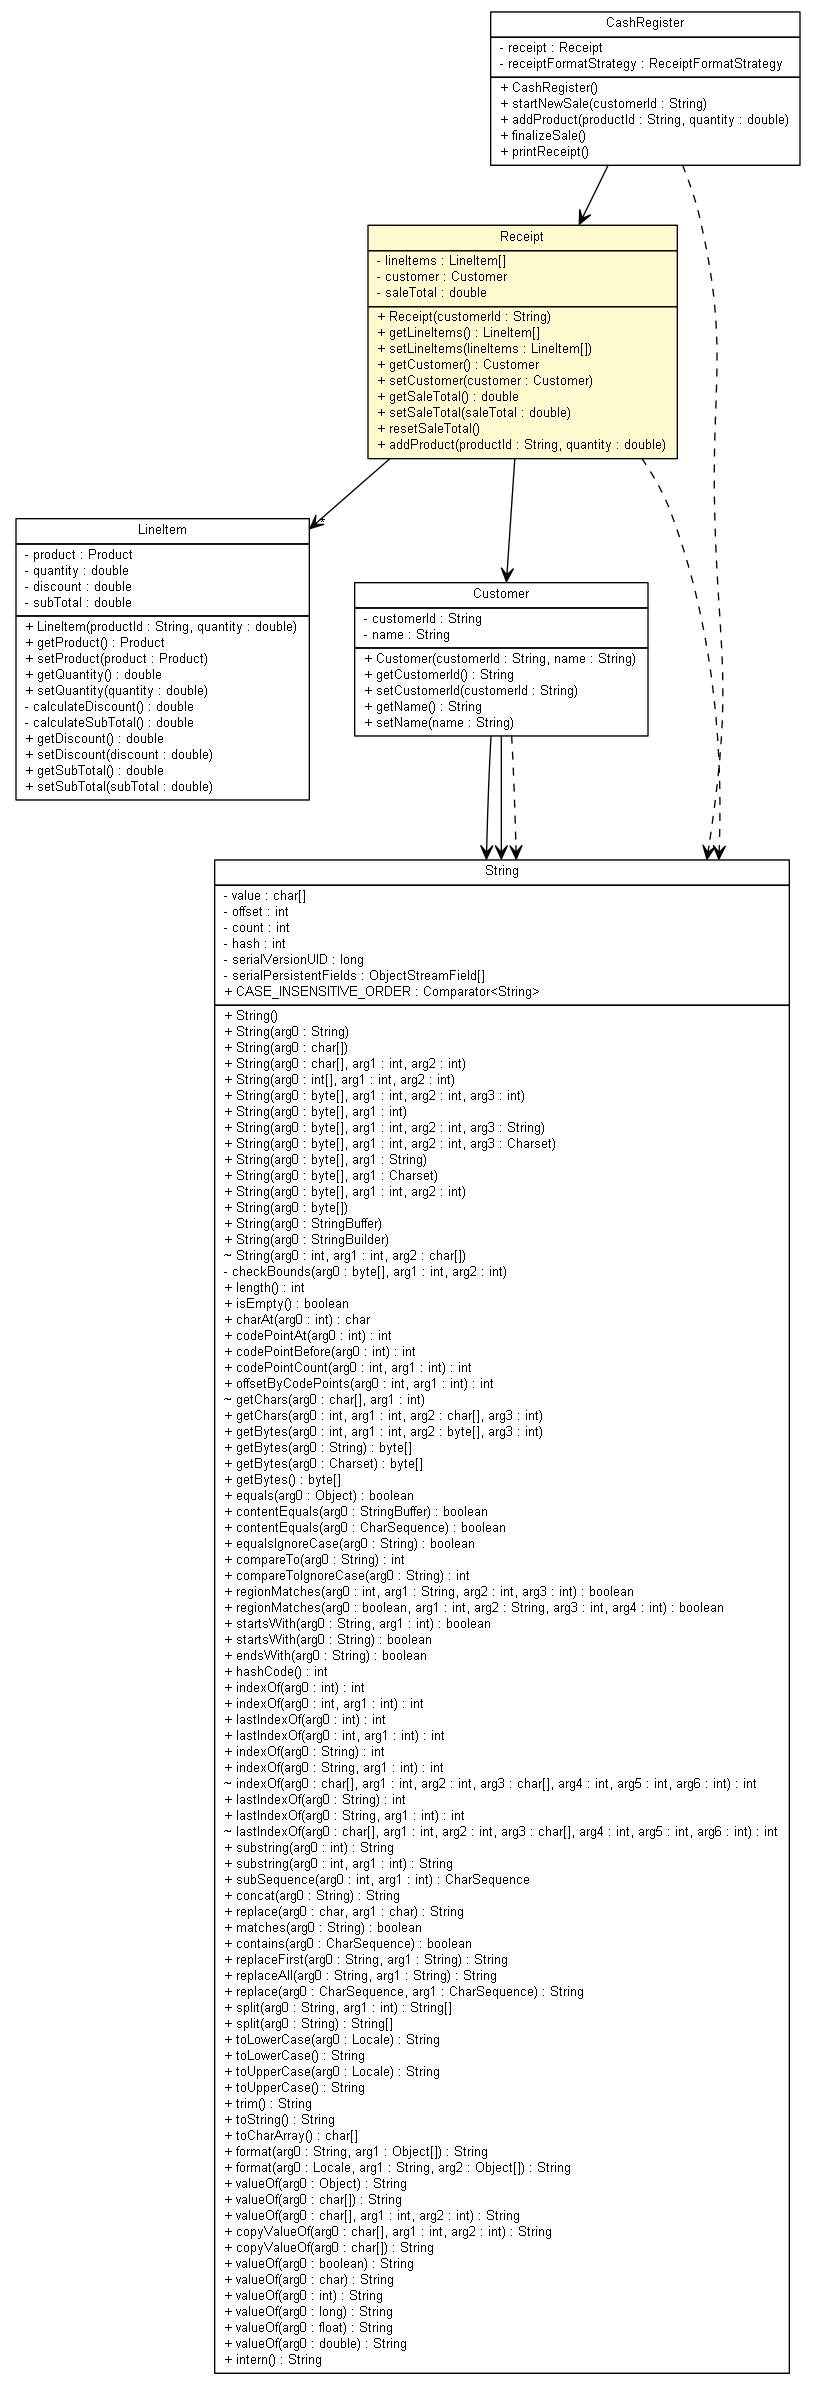 CashRegister
- receipt : Receipt
- receiptFormatStrategy : ReceiptFormatStrategy
+ CashRegister()
+ startNewSale(customerId : String)
+ addProduct(productId : String, quantity : double)
+ finalizeSale()
+ printReceipt()
Receipt
- lineItems : LineItem[]
- customer : Customer
- saleTotal : double
+ Receipt(customerId : String)
+ getLineItems() : LineItem[]
+ setLineItems(lineItems : LineItem[])
+ getCustomer() : Customer
+ setCustomer(customer : Customer)
+ getSaleTotal() : double
+ setSaleTotal(saleTotal : double)
+ resetSaleTotal()
+ addProduct(productId : String, quantity : double)
*
LineItem
- product : Product
- quantity : double
- discount : double
- subTotal : double
+ LineItem(productId : String, quantity : double)
+ getProduct() : Product
+ setProduct(product : Product)
+ getQuantity() : double
+ setQuantity(quantity : double)
- calculateDiscount() : double
- calculateSubTotal() : double
+ getDiscount() : double
+ setDiscount(discount : double)
+ getSubTotal() : double
+ setSubTotal(subTotal : double)
Customer
- customerId : String
- name : String
+ Customer(customerId : String, name : String)
+ getCustomerId() : String
+ setCustomerId(customerId : String)
+ getName() : String
+ setName(name : String)
String
- value : char[]
- offset : int
- count : int
- hash : int
- serialVersionUID : long
- serialPersistentFields : ObjectStreamField[]
+ CASE_INSENSITIVE_ORDER : Comparator<String>
+ String()
+ String(arg0 : String)
+ String(arg0 : char[])
+ String(arg0 : char[], arg1 : int, arg2 : int)
+ String(arg0 : int[], arg1 : int, arg2 : int)
+ String(arg0 : byte[], arg1 : int, arg2 : int, arg3 : int)
+ String(arg0 : byte[], arg1 : int)
+ String(arg0 : byte[], arg1 : int, arg2 : int, arg3 : String)
+ String(arg0 : byte[], arg1 : int, arg2 : int, arg3 : Charset)
+ String(arg0 : byte[], arg1 : String)
+ String(arg0 : byte[], arg1 : Charset)
+ String(arg0 : byte[], arg1 : int, arg2 : int)
+ String(arg0 : byte[])
+ String(arg0 : StringBuffer)
+ String(arg0 : StringBuilder)
~ String(arg0 : int, arg1 : int, arg2 : char[])
- checkBounds(arg0 : byte[], arg1 : int, arg2 : int)
+ length() : int
+ isEmpty() : boolean
+ charAt(arg0 : int) : char
+ codePointAt(arg0 : int) : int
+ codePointBefore(arg0 : int) : int
+ codePointCount(arg0 : int, arg1 : int) : int
+ offsetByCodePoints(arg0 : int, arg1 : int) : int
~ getChars(arg0 : char[], arg1 : int)
+ getChars(arg0 : int, arg1 : int, arg2 : char[], arg3 : int)
+ getBytes(arg0 : int, arg1 : int, arg2 : byte[], arg3 : int)
+ getBytes(arg0 : String) : byte[]
+ getBytes(arg0 : Charset) : byte[]
+ getBytes() : byte[]
+ equals(arg0 : Object) : boolean
+ contentEquals(arg0 : StringBuffer) : boolean
+ contentEquals(arg0 : CharSequence) : boolean
+ equalsIgnoreCase(arg0 : String) : boolean
+ compareTo(arg0 : String) : int
+ compareToIgnoreCase(arg0 : String) : int
+ regionMatches(arg0 : int, arg1 : String, arg2 : int, arg3 : int) : boolean
+ regionMatches(arg0 : boolean, arg1 : int, arg2 : String, arg3 : int, arg4 : int) : boolean
+ startsWith(arg0 : String, arg1 : int) : boolean
+ startsWith(arg0 : String) : boolean
+ endsWith(arg0 : String) : boolean
+ hashCode() : int
+ indexOf(arg0 : int) : int
+ indexOf(arg0 : int, arg1 : int) : int
+ lastIndexOf(arg0 : int) : int
+ lastIndexOf(arg0 : int, arg1 : int) : int
+ indexOf(arg0 : String) : int
+ indexOf(arg0 : String, arg1 : int) : int
~ indexOf(arg0 : char[], arg1 : int, arg2 : int, arg3 : char[], arg4 : int, arg5 : int, arg6 : int) : int
+ lastIndexOf(arg0 : String) : int
+ lastIndexOf(arg0 : String, arg1 : int) : int
~ lastIndexOf(arg0 : char[], arg1 : int, arg2 : int, arg3 : char[], arg4 : int, arg5 : int, arg6 : int) : int
+ substring(arg0 : int) : String
+ substring(arg0 : int, arg1 : int) : String
+ subSequence(arg0 : int, arg1 : int) : CharSequence
+ concat(arg0 : String) : String
+ replace(arg0 : char, arg1 : char) : String
+ matches(arg0 : String) : boolean
+ contains(arg0 : CharSequence) : boolean
+ replaceFirst(arg0 : String, arg1 : String) : String
+ replaceAll(arg0 : String, arg1 : String) : String
+ replace(arg0 : CharSequence, arg1 : CharSequence) : String
+ split(arg0 : String, arg1 : int) : String[]
+ split(arg0 : String) : String[]
+ toLowerCase(arg0 : Locale) : String
+ toLowerCase() : String
+ toUpperCase(arg0 : Locale) : String
+ toUpperCase() : String
+ trim() : String
+ toString() : String
+ toCharArray() : char[]
+ format(arg0 : String, arg1 : Object[]) : String
+ format(arg0 : Locale, arg1 : String, arg2 : Object[]) : String
+ valueOf(arg0 : Object) : String
+ valueOf(arg0 : char[]) : String
+ valueOf(arg0 : char[], arg1 : int, arg2 : int) : String
+ copyValueOf(arg0 : char[], arg1 : int, arg2 : int) : String
+ copyValueOf(arg0 : char[]) : String
+ valueOf(arg0 : boolean) : String
+ valueOf(arg0 : char) : String
+ valueOf(arg0 : int) : String
+ valueOf(arg0 : long) : String
+ valueOf(arg0 : float) : String
+ valueOf(arg0 : double) : String
+ intern() : String